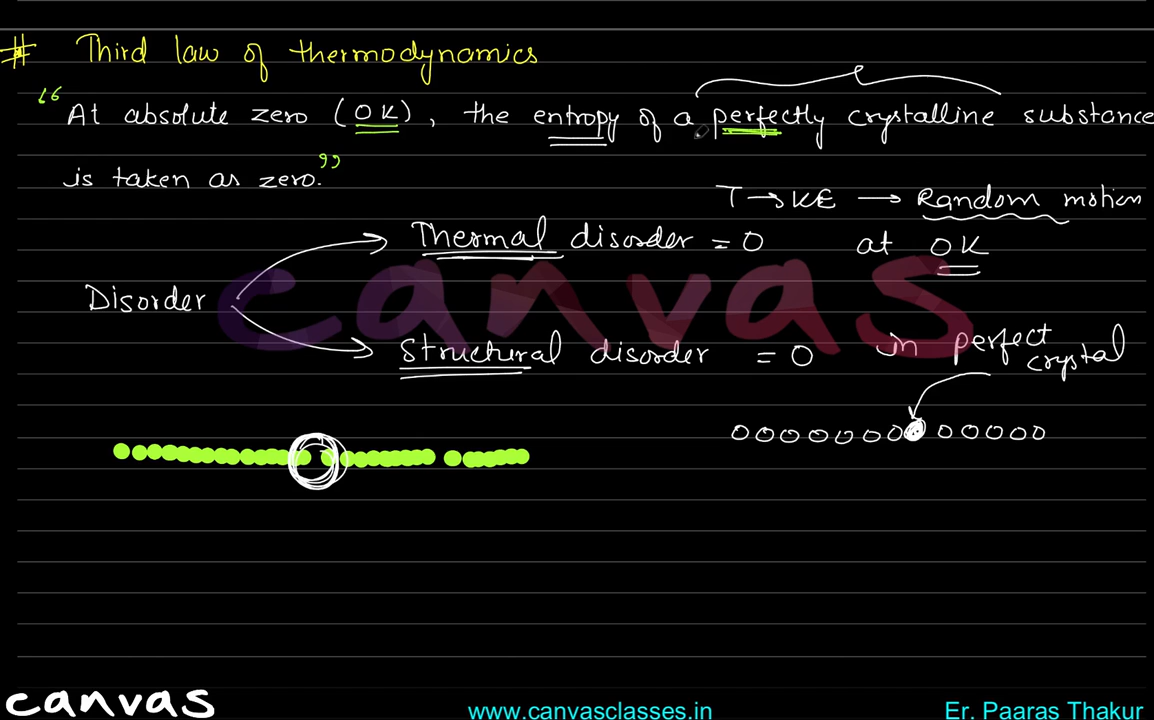 # Third law of thermodynamics
“At absolute zero (0K), the entropy of a perfectly crystalline substance
is taken as zero.”
T → KE → Random motion
Thermal disorder = 0 at 0K
Disorder
Structural disorder = 0 in perfect crystal
canvas
canvas
www.canvasclasses.in
Er. Paaras Thakur